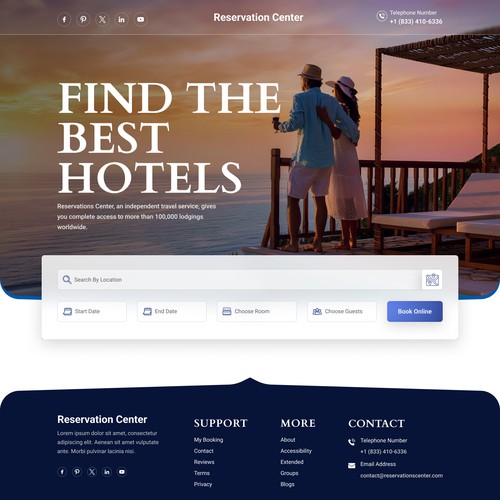 Reservation Center
Telephone Number
+1 (833) 410-6336
FIND THE
BEST
HOTELS
Reservations Center, an independent travel service, gives
you complete access to more than 100,000 lodgings
worldwide.
Search By Location
Start Date
End Date
Choose Room
Choose Guests
Book Online
Reservation Center
Lorem ipsum dolor sit amet, consectetur
adipiscing elit. Aenean sed volutpat
ante. Morbi pulvinar lacinia nisl.
SUPPORT
My Booking
Contact
Reviews
Terms
Privacy
MORE
About
Accessibility
Extended
Groups
Blogs
CONTACT
Telephone Number
+1 (833) 410-6336
Email Address
contact@reservationscenter.com